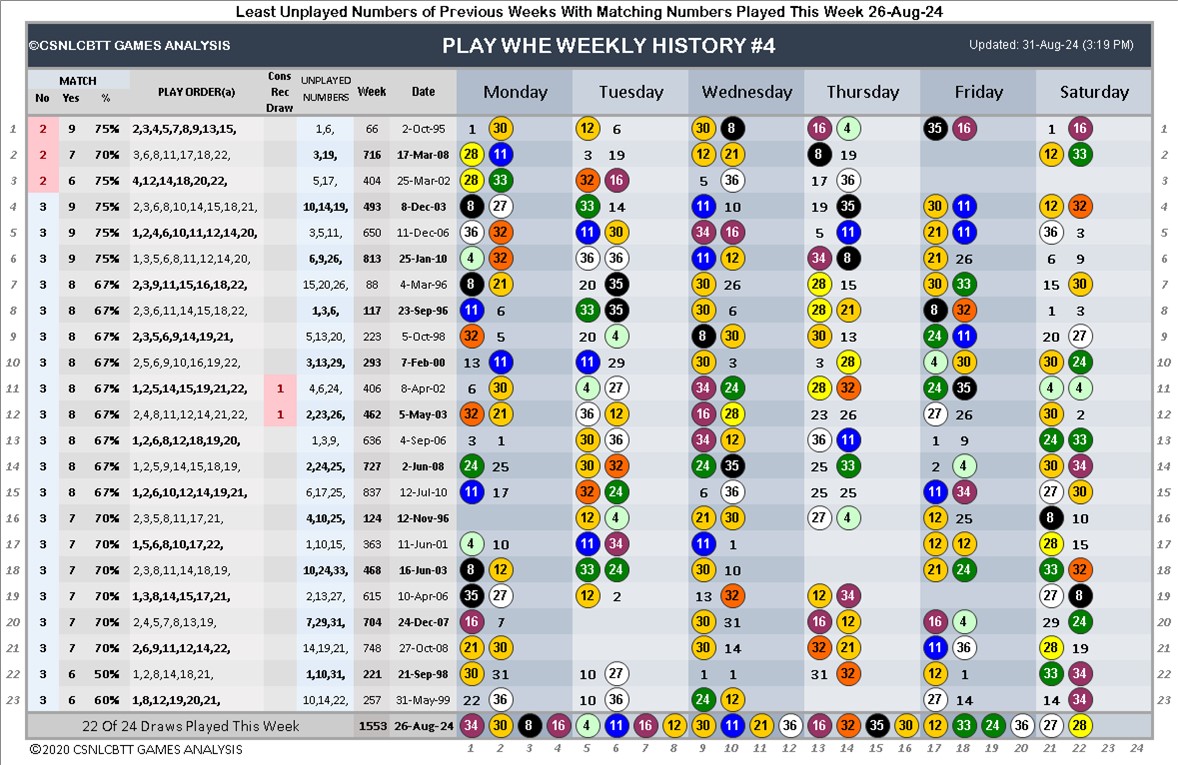 Least Unplayed Numbers of Previous Weeks With Matching Numbers Played This Week 26-Aug-24
©CSNLCBTT GAMES ANALYSIS PLAY WHE WEEKLY HISTORY #4 Updated: 31-Aug-24 (3:19 PM)
MATCH No Yes % PLAY ORDER(a) Cons Rec Draw UNPLAYED NUMBERS Week Date Monday Tuesday Wednesday Thursday Friday Saturday
1 2 9 75% 2,3,4,5,7,8,9,13,15, 1,6, 66 2-Oct-95 1 30 12 6 30 8 16 4 35 16 1 16 1
2 2 7 70% 3,6,8,11,17,18,22, 3,19, 716 17-Mar-08 28 11 3 19 12 21 8 19 12 33 2
3 2 6 75% 4,12,14,18,20,22, 5,17, 404 25-Mar-02 28 33 32 16 5 36 17 36 3
4 3 9 75% 2,5,6,8,10,14,15,18,21, 10,14,19, 493 8-Dec-03 8 27 33 14 11 10 19 35 30 11 12 32 4
5 3 9 75% 1,2,4,6,10,11,12,14,20, 3,5,11, 650 11-Dec-06 36 32 11 30 34 16 5 11 21 11 36 3 5
6 3 9 75% 1,3,5,6,8,11,12,14,20, 6,9,26, 813 25-Jan-10 4 32 36 36 11 12 34 8 21 26 6 9 6
7 3 8 67% 2,3,9,11,15,16,18,22, 15,20,26, 88 4-Mar-96 8 21 20 35 30 26 28 15 30 33 15 30 7
8 3 8 67% 2,3,6,11,14,15,18,22, 1,3,6, 117 23-Sep-96 11 6 33 35 30 6 28 21 8 32 1 3 8
9 3 8 67% 2,3,5,6,9,14,19,21, 5,13,20, 223 5-Oct-98 32 5 20 4 8 30 30 13 24 11 20 27 9
10 3 8 67% 2,5,6,9,10,16,19,22, 3,13,29, 293 7-Feb-00 13 11 11 29 30 3 3 28 4 30 30 24 10
11 3 8 67% 1,2,5,14,15,19,21,22, 1 4,6,24, 406 8-Apr-02 6 30 4 27 34 24 28 32 24 35 4 4 11
12 3 8 67% 2,4,8,11,12,14,21,22, 1 2,23,26, 462 5-May-03 32 21 36 12 16 28 23 26 27 26 30 2 12
13 3 8 67% 1,2,6,8,12,18,19,20, 1,3,9, 636 4-Sep-06 3 1 30 36 34 12 36 11 1 9 24 33 13
14 3 8 67% 1,2,5,9,14,15,18,19, 2,24,25, 727 2-Jun-08 24 25 30 32 24 35 25 33 2 4 30 34 14
15 3 8 67% 1,2,6,10,12,14,19,21, 6,17,25, 837 12-Jul-10 11 17 32 24 6 36 25 25 11 34 27 30 15
16 3 7 70% 2,3,5,8,11,17,21, 4,10,25, 124 12-Nov-96 12 4 21 30 27 4 12 25 8 10 16
17 3 7 70% 1,5,6,8,10,17,22, 1,10,15, 363 11-Jun-01 4 10 11 34 11 1 12 12 28 15 17
18 3 7 70% 2,3,8,11,14,18,19, 10,24,33, 468 16-Jun-03 8 12 33 24 30 10 21 24 33 32 18
19 3 7 70% 1,3,8,14,15,17,21, 2,13,27, 615 10-Apr-06 35 27 12 2 13 32 12 34 27 8 19
20 3 7 70% 2,4,5,7,8,13,19, 7,29,31, 704 24-Dec-07 16 7 30 31 16 12 16 4 29 24 20
21 3 7 70% 2,6,9,11,12,14,22, 14,19,21, 748 27-Oct-08 21 30 30 14 32 21 11 36 28 19 21
22 3 6 50% 1,2,8,14,18,21, 1,10,31, 221 21-Sep-98 30 31 10 27 1 1 31 32 12 1 33 34 22
23 3 6 60% 1,8,12,19,20,21, 10,14,22, 257 31-May-99 22 36 10 36 24 12 27 14 14 34 23
22 Of 24 Draws Played This Week 1553 26-Aug-24 34 30 8 16 4 11 16 12 30 11 21 36 16 32 35 30 12 33 24 36 27 28
©2020 CSNLCBTT GAMES ANALYSIS 1 2 3 4 5 6 7 8 9 10 11 12 13 14 15 16 17 18 19 20 21 22 23 24